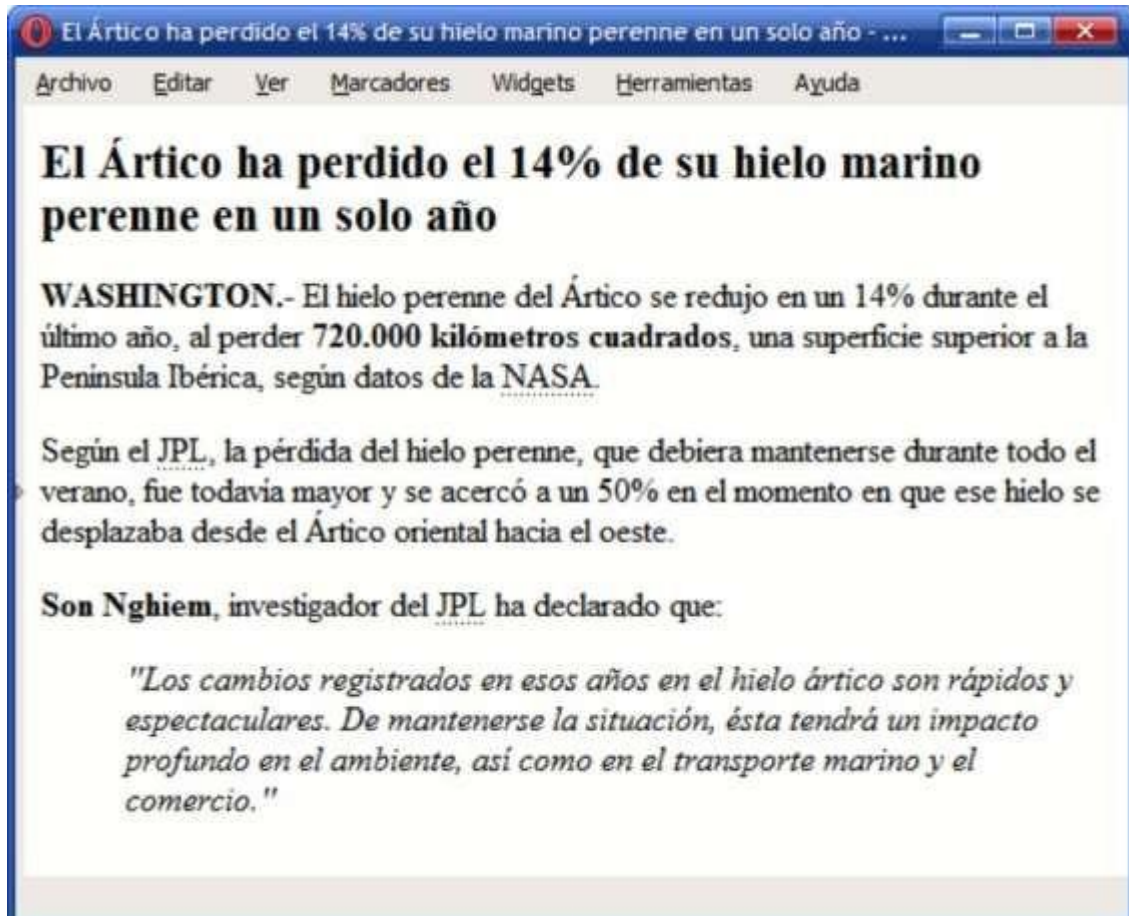 El Ártico ha perdido el 14% de su hielo marino perenne en un solo año - ...
Archivo Editar Ver Marcadores Widgets Herramientas Ayuda
El Ártico ha perdido el 14% de su hielo marino
perenne en un solo año
WASHINGTON.- El hielo perenne del Ártico se redujo en un 14% durante el
último año, al perder 720.000 kilómetros cuadrados, una superficie superior a la
Peninsula Ibérica, según datos de la NASA.
Según el JPL, la pérdida del hielo perenne, que debiera mantenerse durante todo el
verano, fue todavía mayor y se acercó a un 50% en el momento en que ese hielo se
desplazaba desde el Ártico oriental hacia el oeste.
Son Nghiem, investigador del JPL ha declarado que:
"Los cambios registrados en esos años en el hielo ártico son rápidos y
espectaculares. De mantenerse la situación, ésta tendrá un impacto
profundo en el ambiente, así como en el transporte marino y el
comercio."